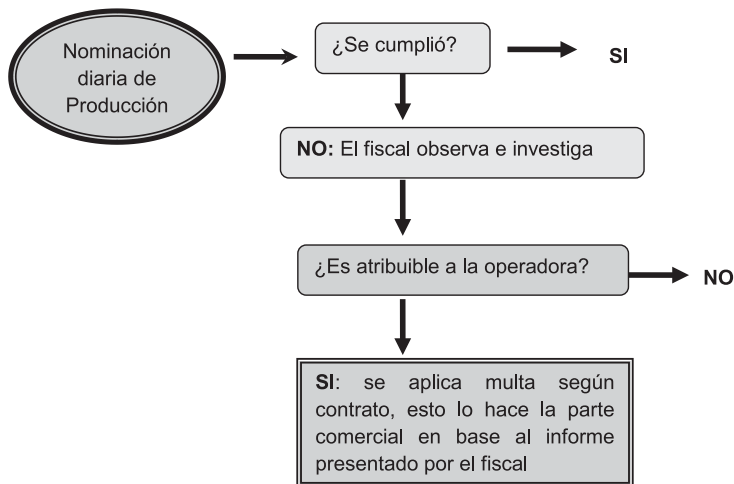 Nominación
diaria de
Producción
¿Se cumplió?
SI
NO: El fiscal observa e investiga
¿Es atribuible a la operadora?
NO
SI: se aplica multa según
contrato, esto lo hace la parte
comercial en base al informe
presentado por el fiscal